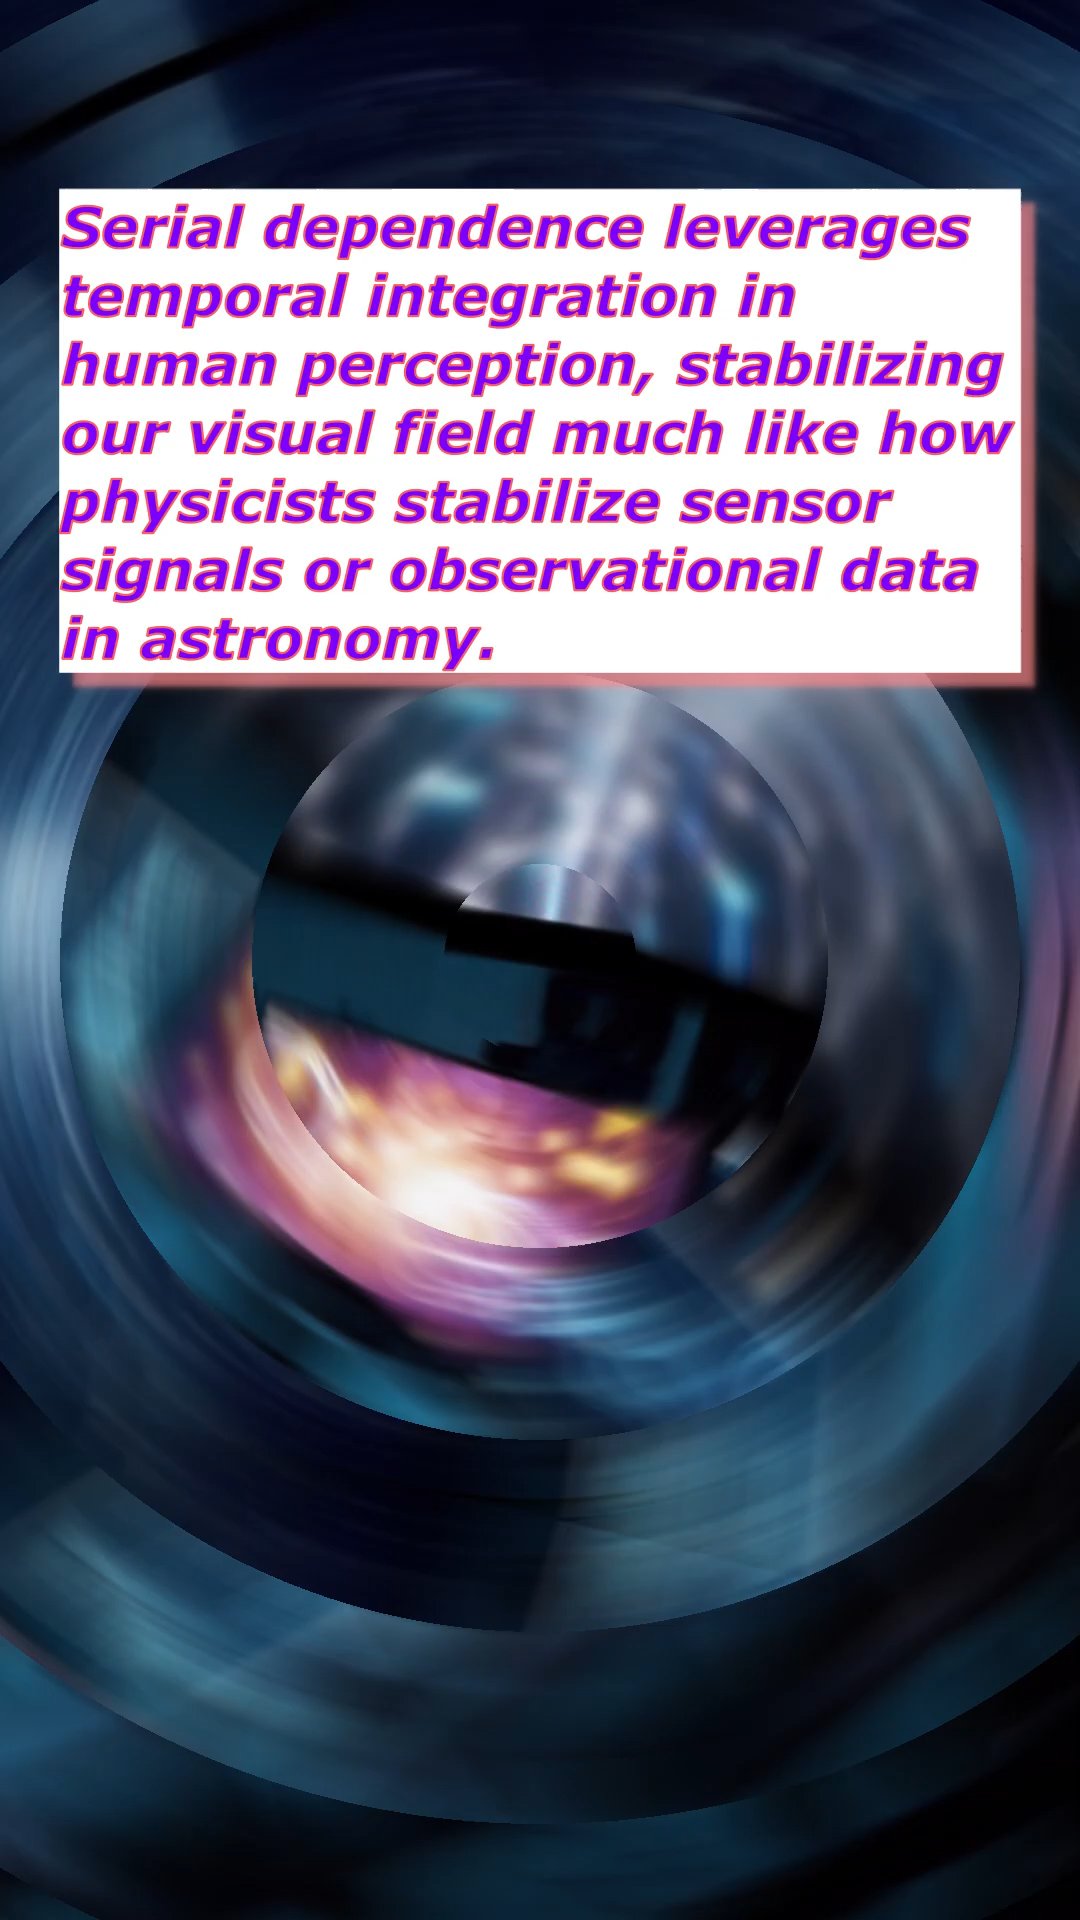 Serial dependence leverages
temporal integration in
human perception, stabilizing
our visual field much like how
physicists stabilize sensor
signals or observational data
in astronomy.